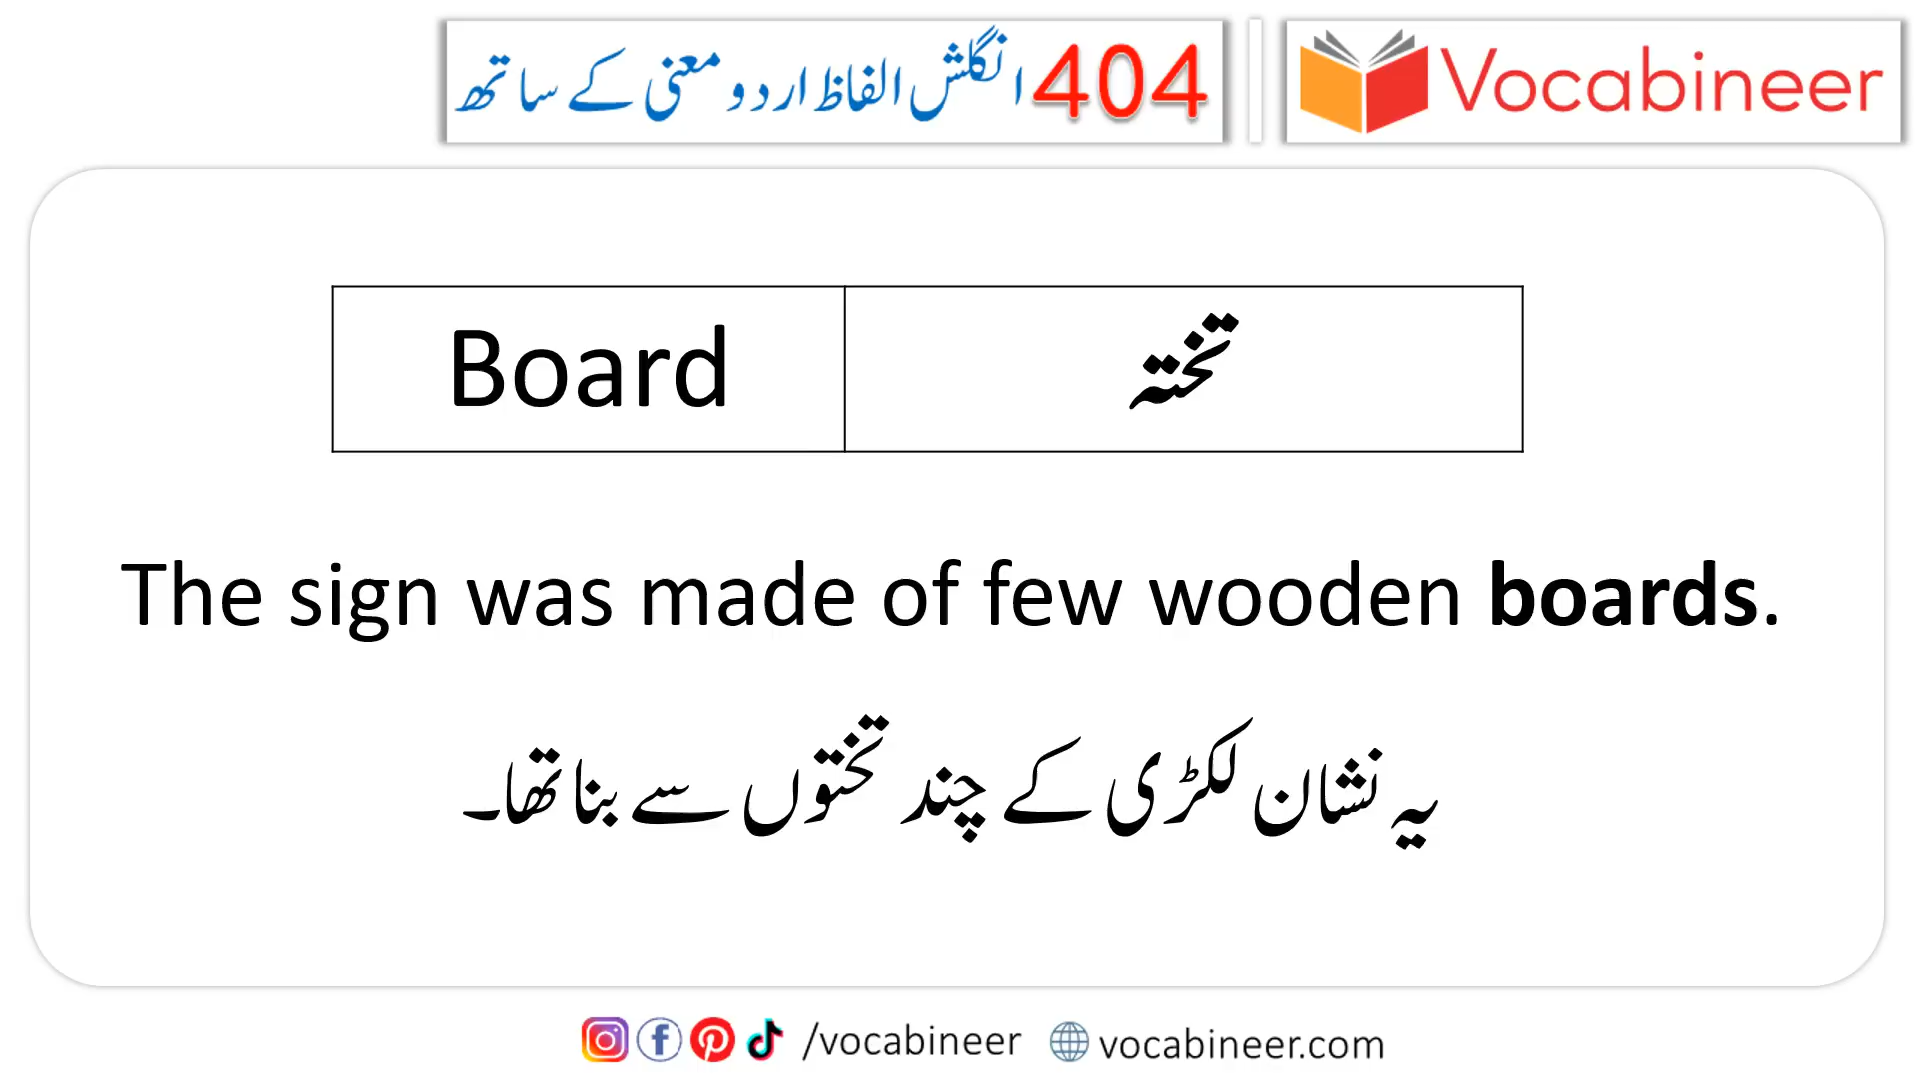 404 انگلش الفاظ اردو معنی کے ساتھ
Vocabineer
Board
تختہ
The sign was made of few wooden boards.
یہ نشان لکڑی کے چند تختوں سے بنا تھا۔
/vocabineer vocabineer.com